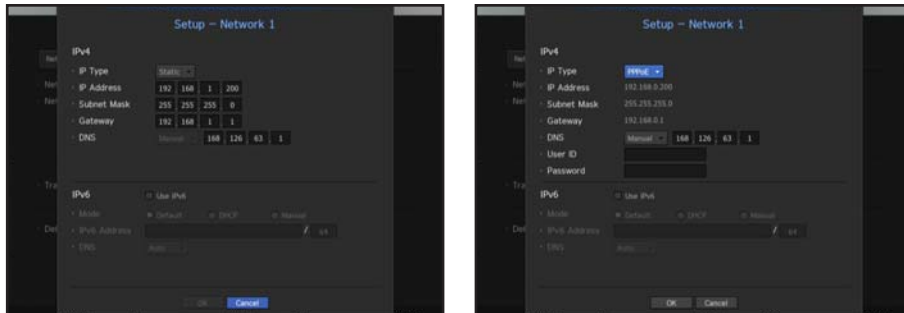 Setup – Network 1
IPv4
IP Type Static
IP Address 192 168 1 200
Subnet Mask 255 255 255 0
Gateway 192 168 1 1
DNS Manual 168 126 63 1
IPv6 Use IPv6
Mode Default DHCP Manual
IPv6 Address / 64
DNS Auto
OK Cancel
Setup – Network 1
IPv4
IP Type PPPoE
IP Address 192.168.0.200
Subnet Mask 255.255.255.0
Gateway 192.168.0.1
DNS Manual 168 126 63 1
User ID
Password
IPv6 Use IPv6
Mode Default DHCP Manual
IPv6 Address / 64
DNS Auto
OK Cancel